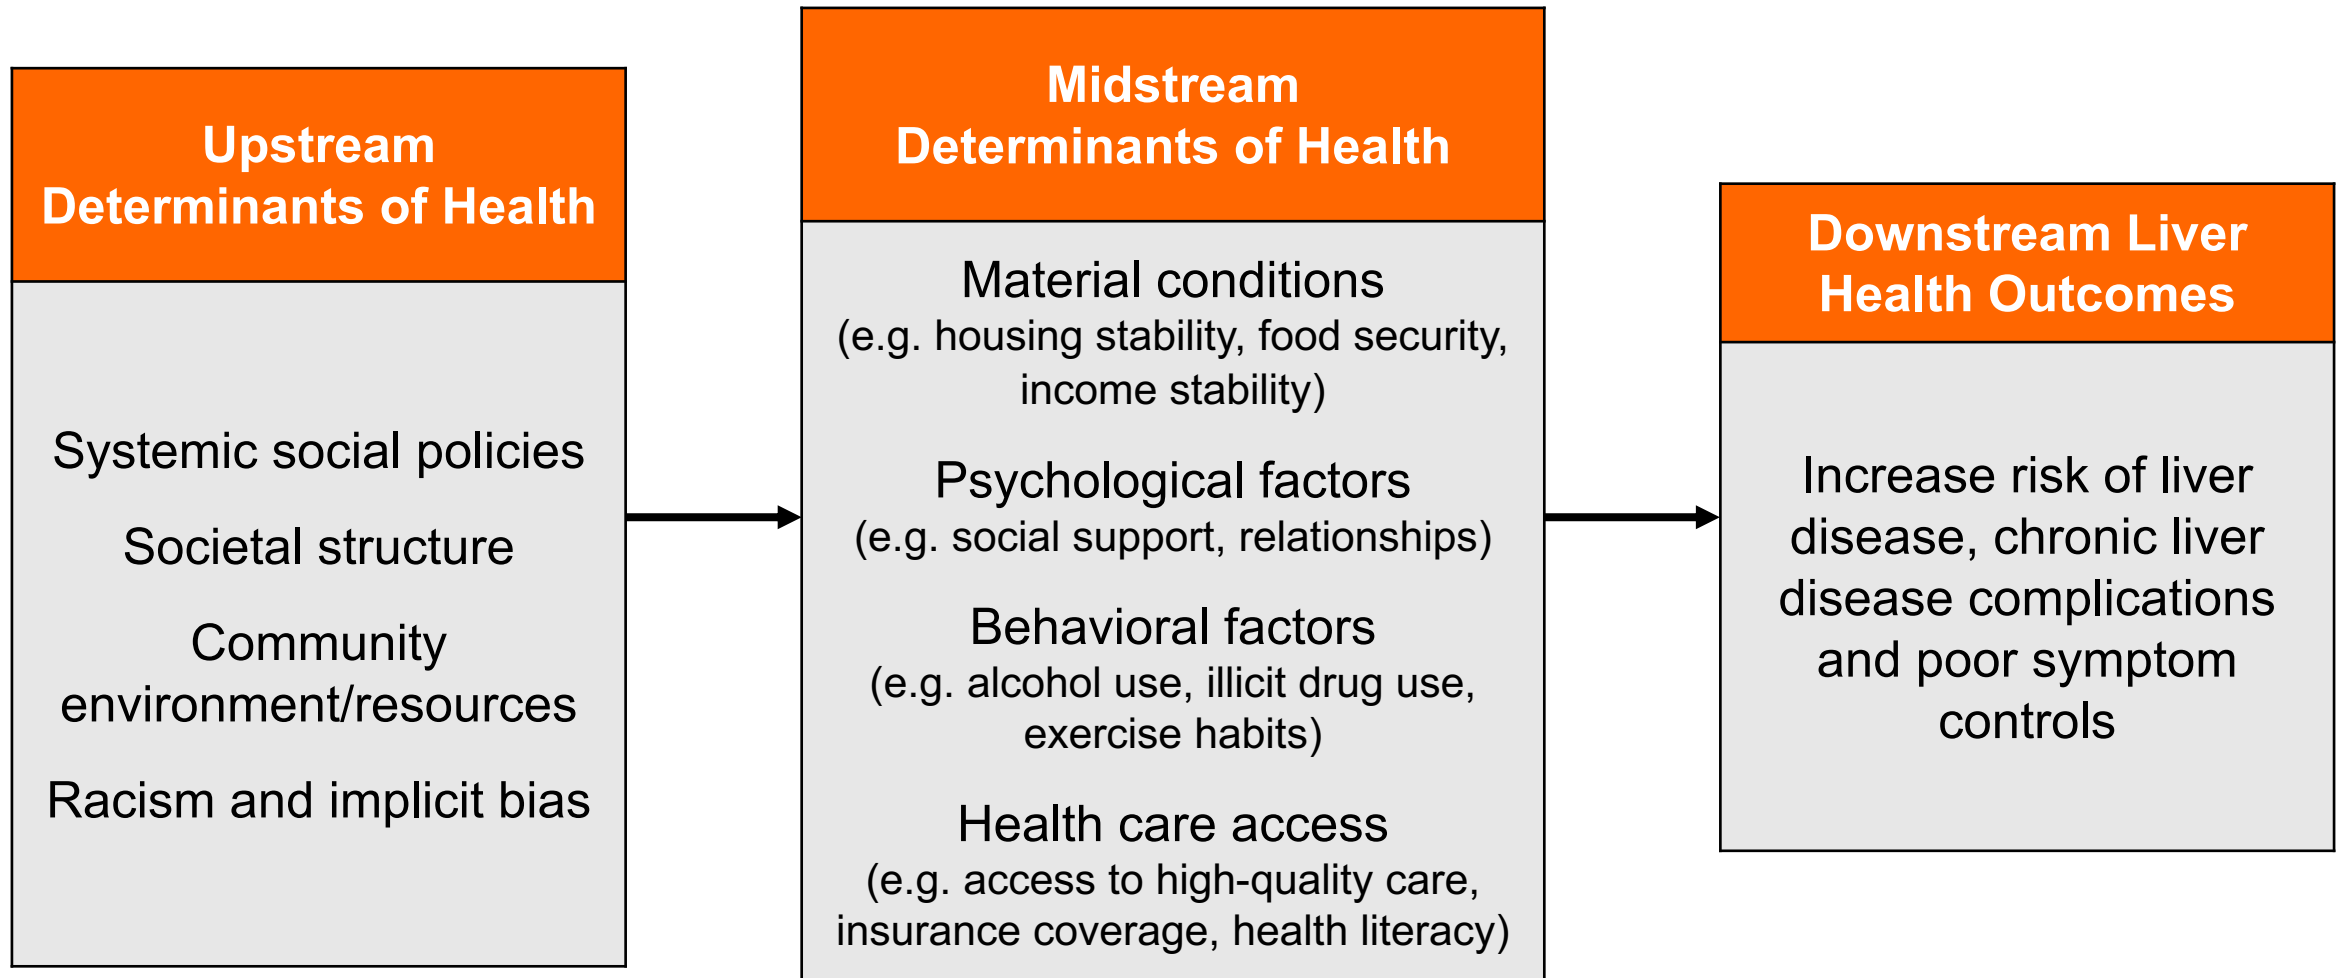 Upstream
Determinants of Health
Systemic social policies
Societal structure
Community
environment/resources
Racism and implicit bias
Midstream
Determinants of Health
Material conditions
(e.g. housing stability, food security,
income stability)
Psychological factors
(e.g. social support, relationships)
Behavioral factors
(e.g. alcohol use, illicit drug use,
exercise habits)
Health care access
(e.g. access to high-quality care,
insurance coverage, health literacy)
Downstream Liver
Health Outcomes
Increase risk of liver
disease, chronic liver
disease complications
and poor symptom
controls